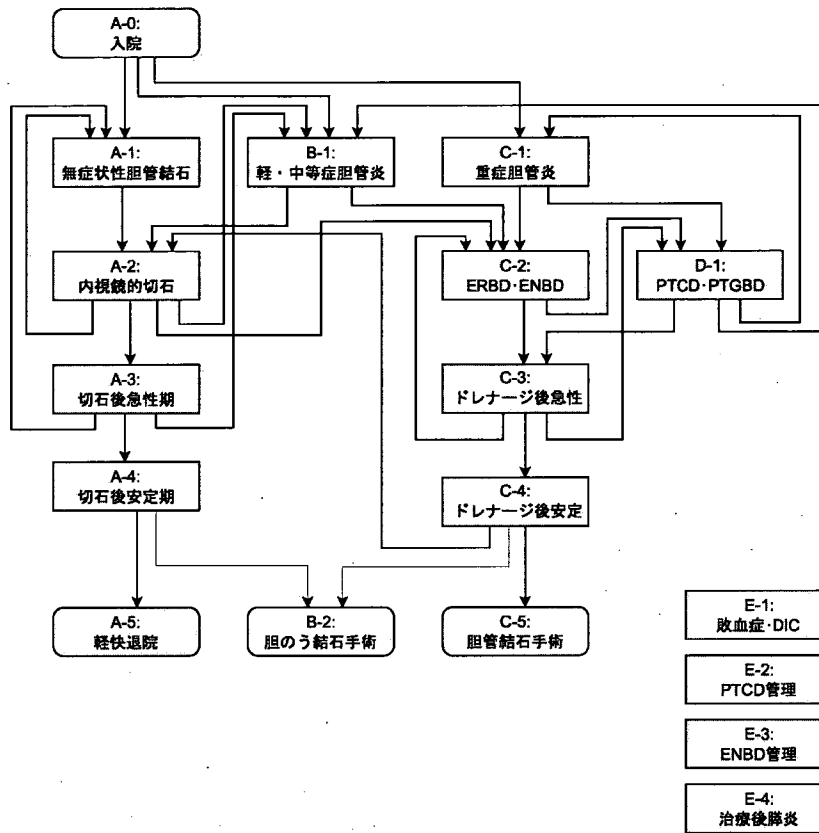 A-0:
入院
A-1:
無症状性胆管結石
B-1:
軽・中等症胆管炎
C-1:
重症胆管炎
A-2:
内視鏡的切石
C-2:
ERBD・ENBD
D-1:
PTCD・PTGBD
A-3:
切石後急性期
C-3:
ドレナージ後急性
A-4:
切石後安定期
C-4:
ドレナージ後安定
A-5:
軽快退院
B-2:
胆のう結石手術
C-5:
胆管結石手術
E-1:
敗血症・DIC
E-2:
PTCD管理
E-3:
ENBD管理
E-4:
治療後膵炎